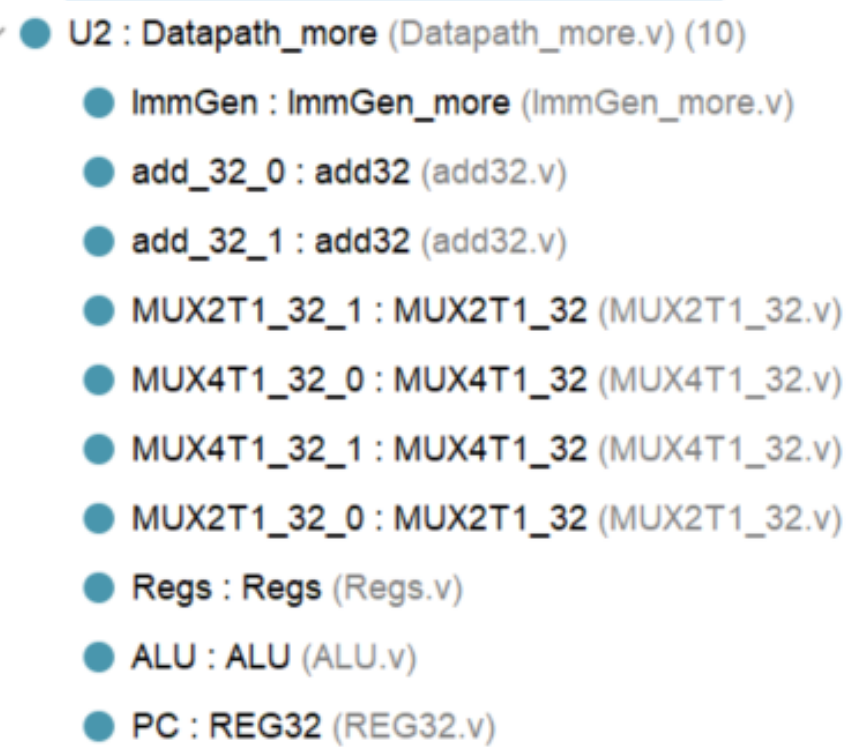 U2 : Datapath_more (Datapath_more.v) (10)
ImmGen : ImmGen_more (ImmGen_more.v)
add_32_0 : add32 (add32.v)
add_32_1 : add32 (add32.v)
MUX2T1_32_1 : MUX2T1_32 (MUX2T1_32.v)
MUX4T1_32_0 : MUX4T1_32 (MUX4T1_32.v)
MUX4T1_32_1 : MUX4T1_32 (MUX4T1_32.v)
MUX2T1_32_0 : MUX2T1_32 (MUX2T1_32.v)
Regs : Regs (Regs.v)
ALU : ALU (ALU.v)
PC : REG32 (REG32.v)